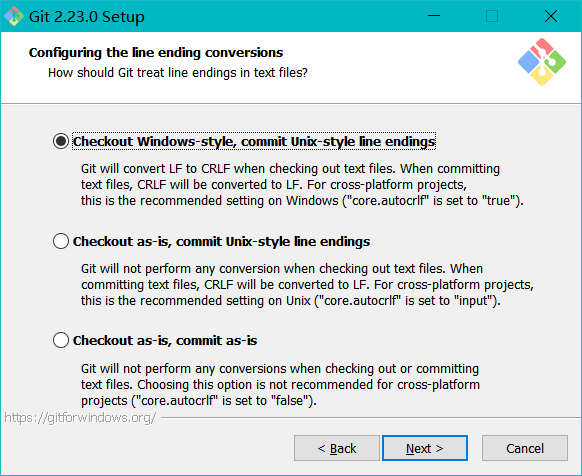 Git 2.23.0 Setup
Configuring the line ending conversions
How should Git treat line endings in text files?
Checkout Windows-style, commit Unix-style line endings
Git will convert LF to CRLF when checking out text files. When committing
text files, CRLF will be converted to LF. For cross-platform projects,
this is the recommended setting on Windows ("core.autocrlf" is set to "true").
Checkout as-is, commit Unix-style line endings
Git will not perform any conversion when checking out text files. When
committing text files, CRLF will be converted to LF. For cross-platform projects,
this is the recommended setting on Unix ("core.autocrlf" is set to "input").
Checkout as-is, commit as-is
Git will not perform any conversions when checking out or committing
text files. Choosing this option is not recommended for cross-platform
projects ("core.autocrlf" is set to "false").
https://gitforwindows.org/
< Back Next > Cancel